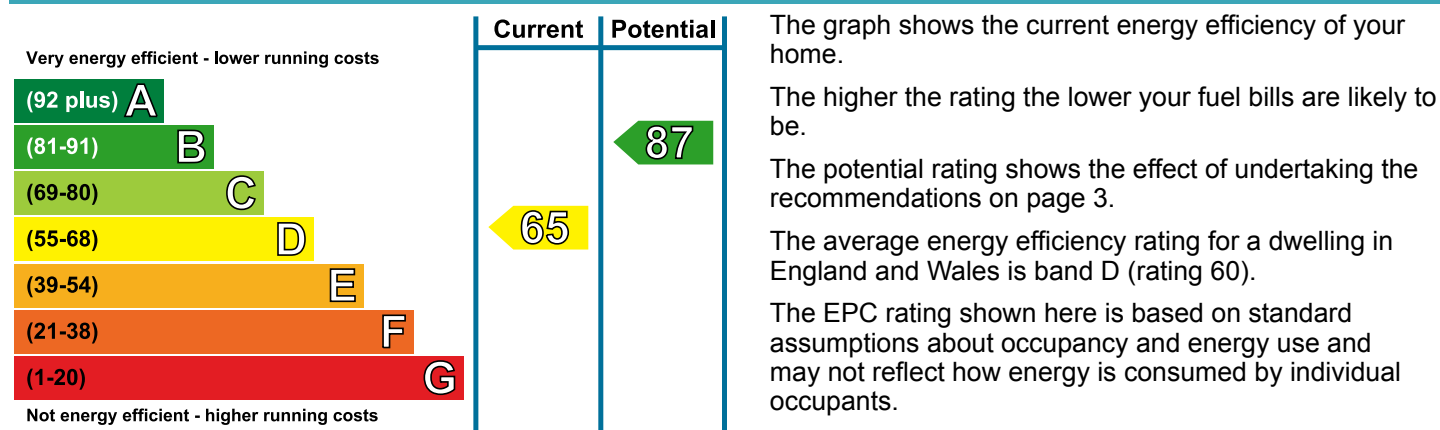 Current Potential
Very energy efficient - lower running costs
(92 plus) A
(81-91) B
87
(69-80) C
(55-68) D
65
(39-54) E
(21-38) F
(1-20) G
Not energy efficient - higher running costs
The graph shows the current energy efficiency of your
home.
The higher the rating the lower your fuel bills are likely to
be.
The potential rating shows the effect of undertaking the
recommendations on page 3.
The average energy efficiency rating for a dwelling in
England and Wales is band D (rating 60).
The EPC rating shown here is based on standard
assumptions about occupancy and energy use and
may not reflect how energy is consumed by individual
occupants.